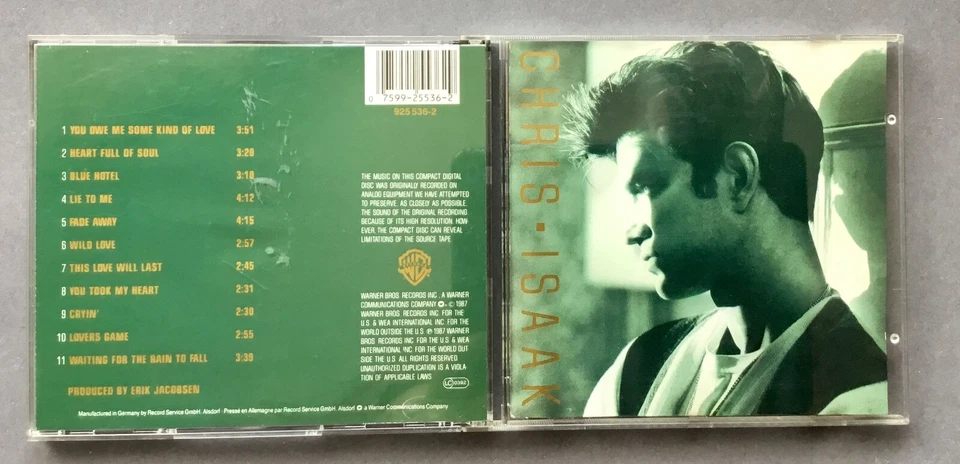 0 7599-25536-2
925 536-2
1 YOU OWE ME SOME KIND OF LOVE 3:51
2 HEART FULL OF SOUL 3:20
3 BLUE HOTEL 3:10
4 LIE TO ME 4:12
5 FADE AWAY 4:15
6 WILD LOVE 2:57
7 THIS LOVE WILL LAST 2:45
8 YOU TOOK MY HEART 2:31
9 CRYIN' 2:30
10 LOVERS GAME 2:55
11 WAITING FOR THE RAIN TO FALL 3:39
PRODUCED BY ERIK JACOBSEN
THE MUSIC ON THIS COMPACT DIGITAL
DISC WAS ORIGINALLY RECORDED ON
ANALOG EQUIPMENT WE HAVE ATTEMPTED
TO PRESERVE, AS CLOSELY AS POSSIBLE,
THE SOUND OF THE ORIGINAL RECORDING
BECAUSE OF ITS HIGH RESOLUTION, HOW-
EVER, THE COMPACT DISC CAN REVEAL
LIMITATIONS OF THE SOURCE TAPE
WARNER BROS. RECORDS INC., A WARNER
COMMUNICATIONS COMPANY © 1987
WARNER BROS RECORDS INC FOR THE
U.S. & WEA INTERNATIONAL INC FOR THE
WORLD OUTSIDE THE U.S. ℗ 1987 WARNER
BROS RECORDS INC FOR THE U.S. & WEA
INTERNATIONAL INC FOR THE WORLD OUT
SIDE THE U.S ALL RIGHTS RESERVED
UNAUTHORIZED DUPLICATION IS A VIOLA-
TION OF APPLICABLE LAWS
LC 0392
Manufactured in Germany by Record Service GmbH, Alsdorf · Pressé en Allemagne par Record Service GmbH, Alsdorf a Warner Communications Company
CHRIS · ISAAK